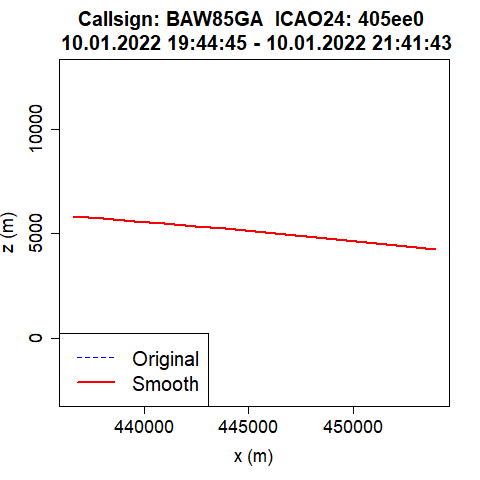 Callsign: BAW85GA  ICAO24: 405ee0
10.01.2022 19:44:45 - 10.01.2022 21:41:43
z (m)
10000
5000
0
Original
Smooth
440000 445000 450000
x (m)